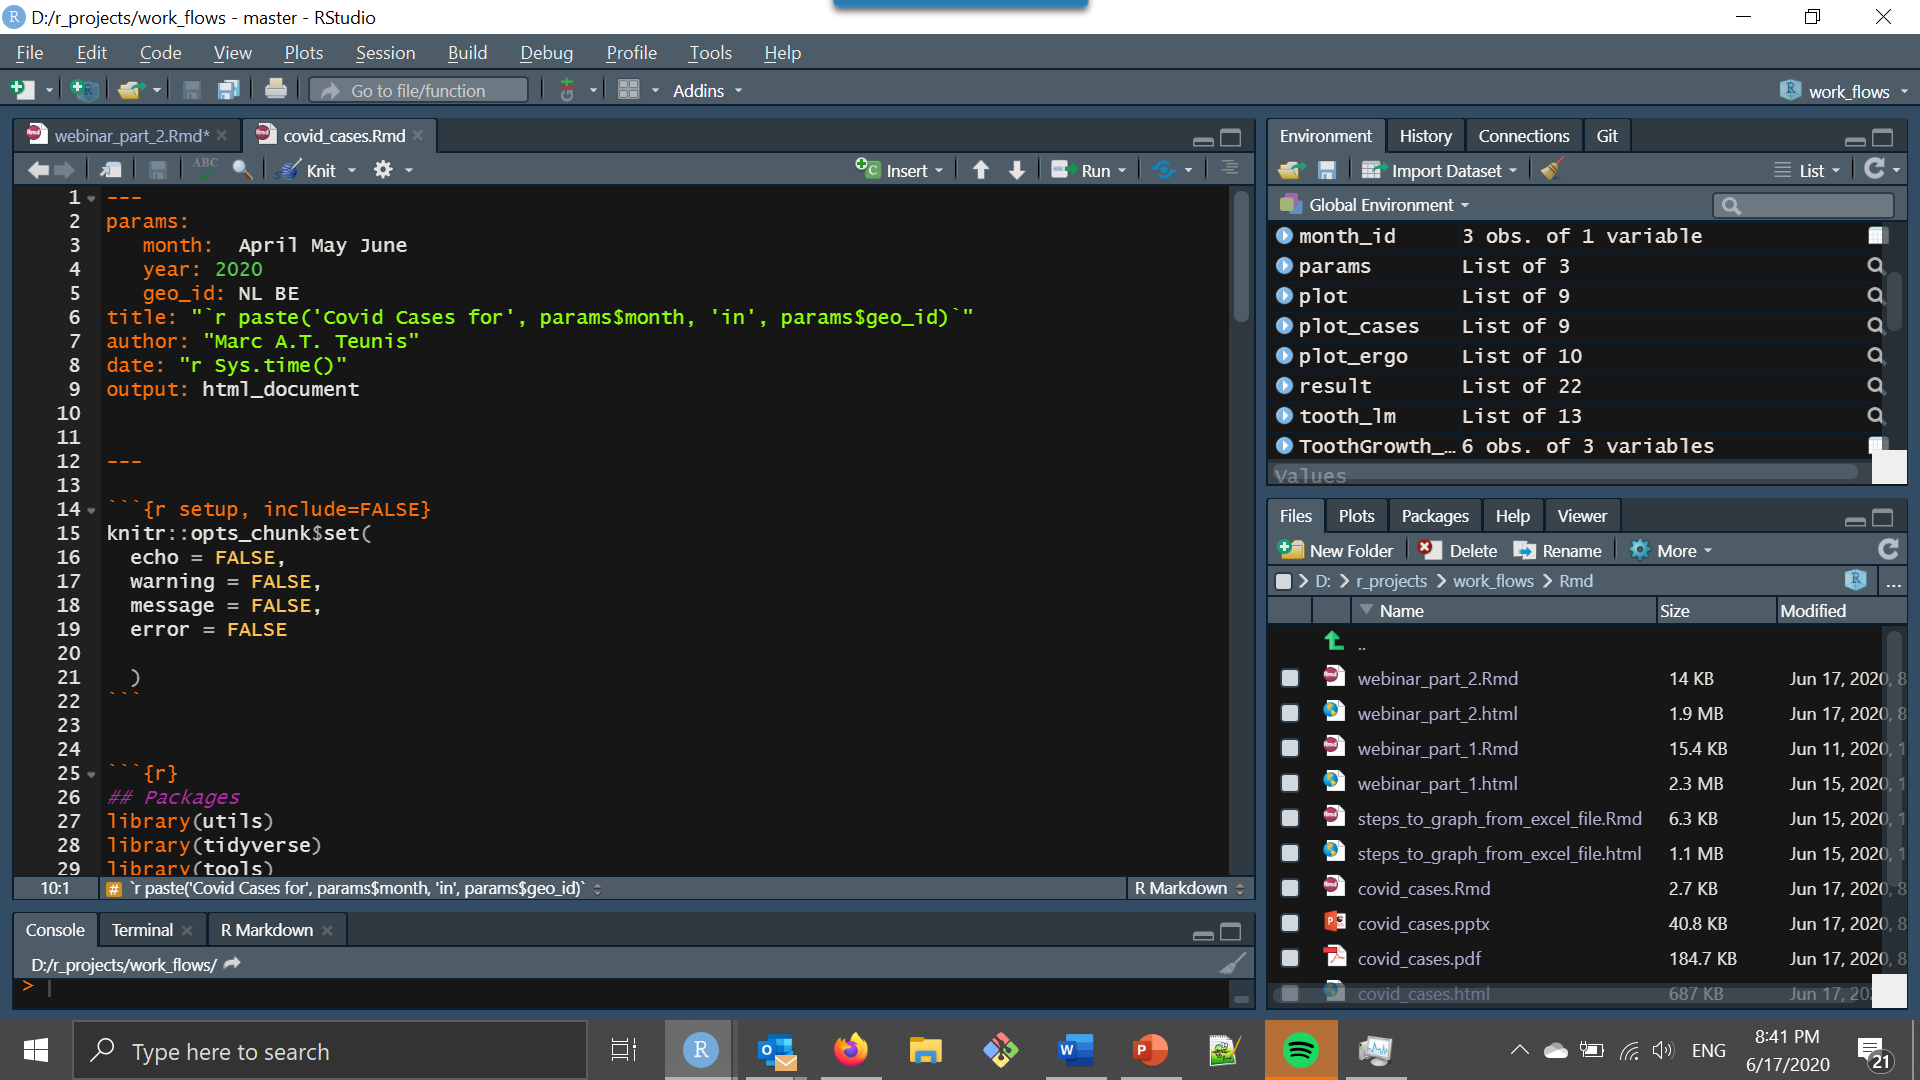 D:/r_projects/work_flows - master - RStudio
File Edit Code View Plots Session Build Debug Profile Tools Help
Go to file/function Addins work_flows
webinar_part_2.Rmd* covid_cases.Rmd
ABC Knit Insert Run
1 ---
2 params:
3    month:  April May June
4    year: 2020
5    geo_id: NL BE
6 title: "`r paste('Covid Cases for', params$month, 'in', params$geo_id)`"
7 author: "Marc A.T. Teunis"
8 date: "r Sys.time()"
9 output: html_document
10
11
12 ---
13
14 ```{r setup, include=FALSE}
15 knitr::opts_chunk$set(
16   echo = FALSE,
17   warning = FALSE,
18   message = FALSE,
19   error = FALSE
20
21   )
22 ```
23
24
25 ```{r}
26 ## Packages
27 library(utils)
28 library(tidyverse)
29 library(tools)
10:1 # `r paste('Covid Cases for', params$month, 'in', params$geo_id)` R Markdown
Console Terminal R Markdown
D:/r_projects/work_flows/
>
Environment History Connections Git
Import Dataset List
Global Environment
month_id 3 obs. of 1 variable
params List of 3
plot List of 9
plot_cases List of 9
plot_ergo List of 10
result List of 22
tooth_lm List of 13
ToothGrowth_… 6 obs. of 3 variables
Values
Files Plots Packages Help Viewer
New Folder Delete Rename More
D: r_projects work_flows Rmd ...
Name Size Modified
..
webinar_part_2.Rmd 14 KB Jun 17, 2020, 8
webinar_part_2.html 1.9 MB Jun 17, 2020, 8
webinar_part_1.Rmd 15.4 KB Jun 11, 2020, 1
webinar_part_1.html 2.3 MB Jun 15, 2020, 1
steps_to_graph_from_excel_file.Rmd 6.3 KB Jun 15, 2020, 1
steps_to_graph_from_excel_file.html 1.1 MB Jun 15, 2020, 1
covid_cases.Rmd 2.7 KB Jun 17, 2020, 8
covid_cases.pptx 40.8 KB Jun 17, 2020, 8
covid_cases.pdf 184.7 KB Jun 17, 2020, 8
covid_cases.html 687 KB Jun 17, 20
Type here to search
ENG
8:41 PM
6/17/2020
21